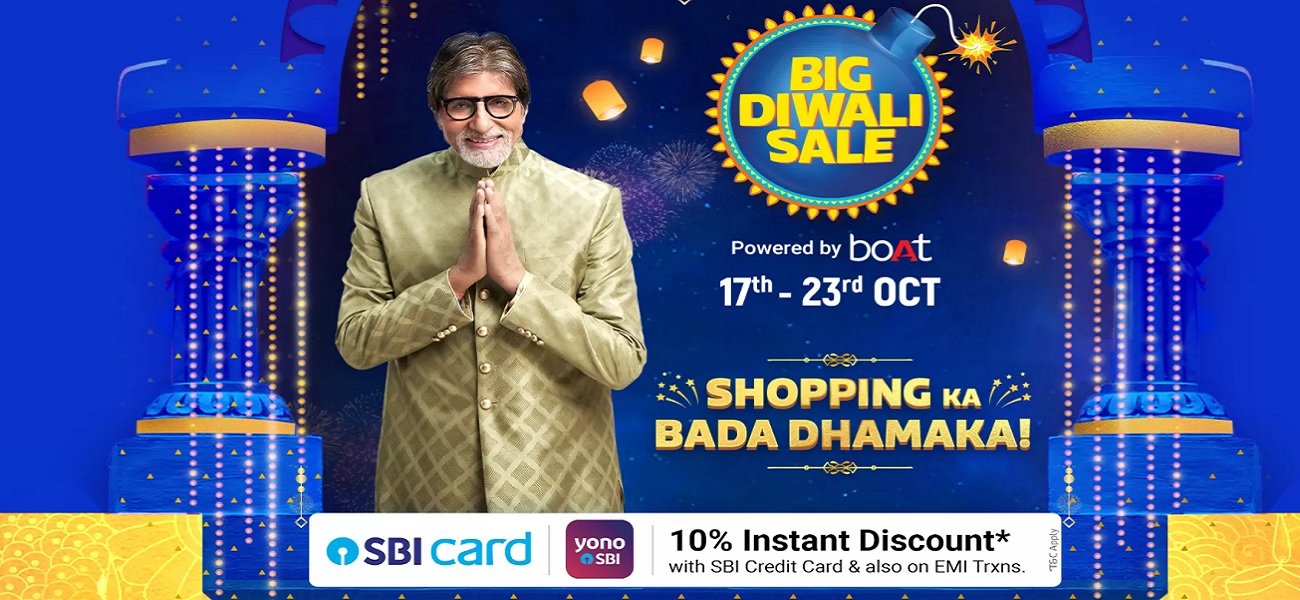 BIG
DIWALI
SALE
Powered by boAt
17th - 23rd OCT
SHOPPING KA
BADA DHAMAKA!
SBI card
yono
SBI
10% Instant Discount*
with SBI Credit Card & also on EMI Trxns.
*T&C Apply